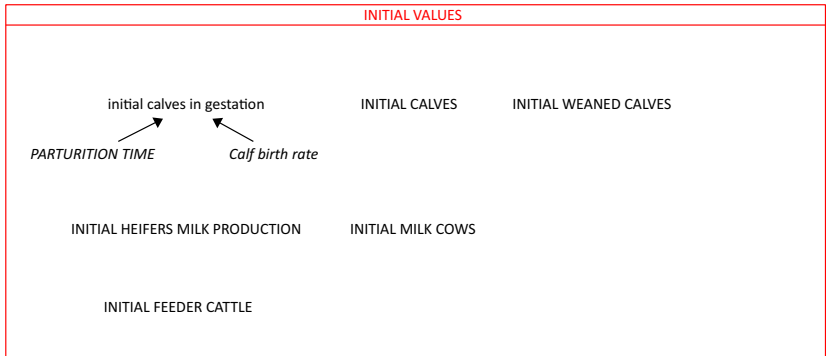 INITIAL VALUES
initial calves in gestation INITIAL CALVES INITIAL WEANED CALVES
PARTURITION TIME Calf birth rate
INITIAL HEIFERS MILK PRODUCTION INITIAL MILK COWS
INITIAL FEEDER CATTLE